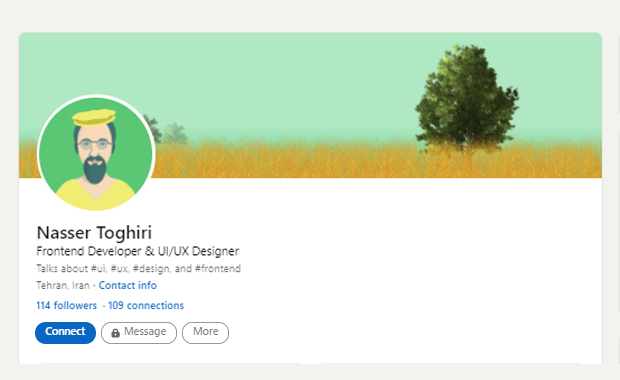 Nasser Toghiri
Frontend Developer & UI/UX Designer
Talks about #ui, #ux, #design, and #frontend
Tehran, Iran · Contact info
114 followers · 109 connections
Connect Message More